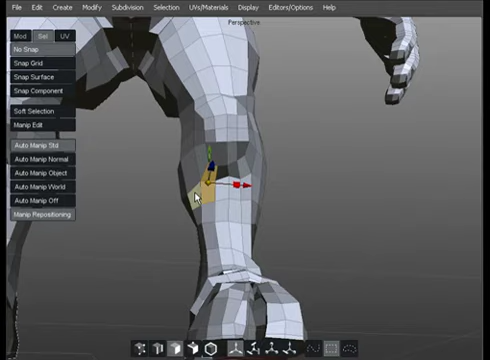 File Edit Create Modify Subdivision Selection UVs/Materials Display Editors/Options Help
Perspective
Mod Sel UV
No Snap
Snap Grid
Snap Surface
Snap Component
Soft Selection
Manip Edit
Auto Manip Std
Auto Manip Normal
Auto Manip Object
Auto Manip World
Auto Manip Off
Manip Repositioning